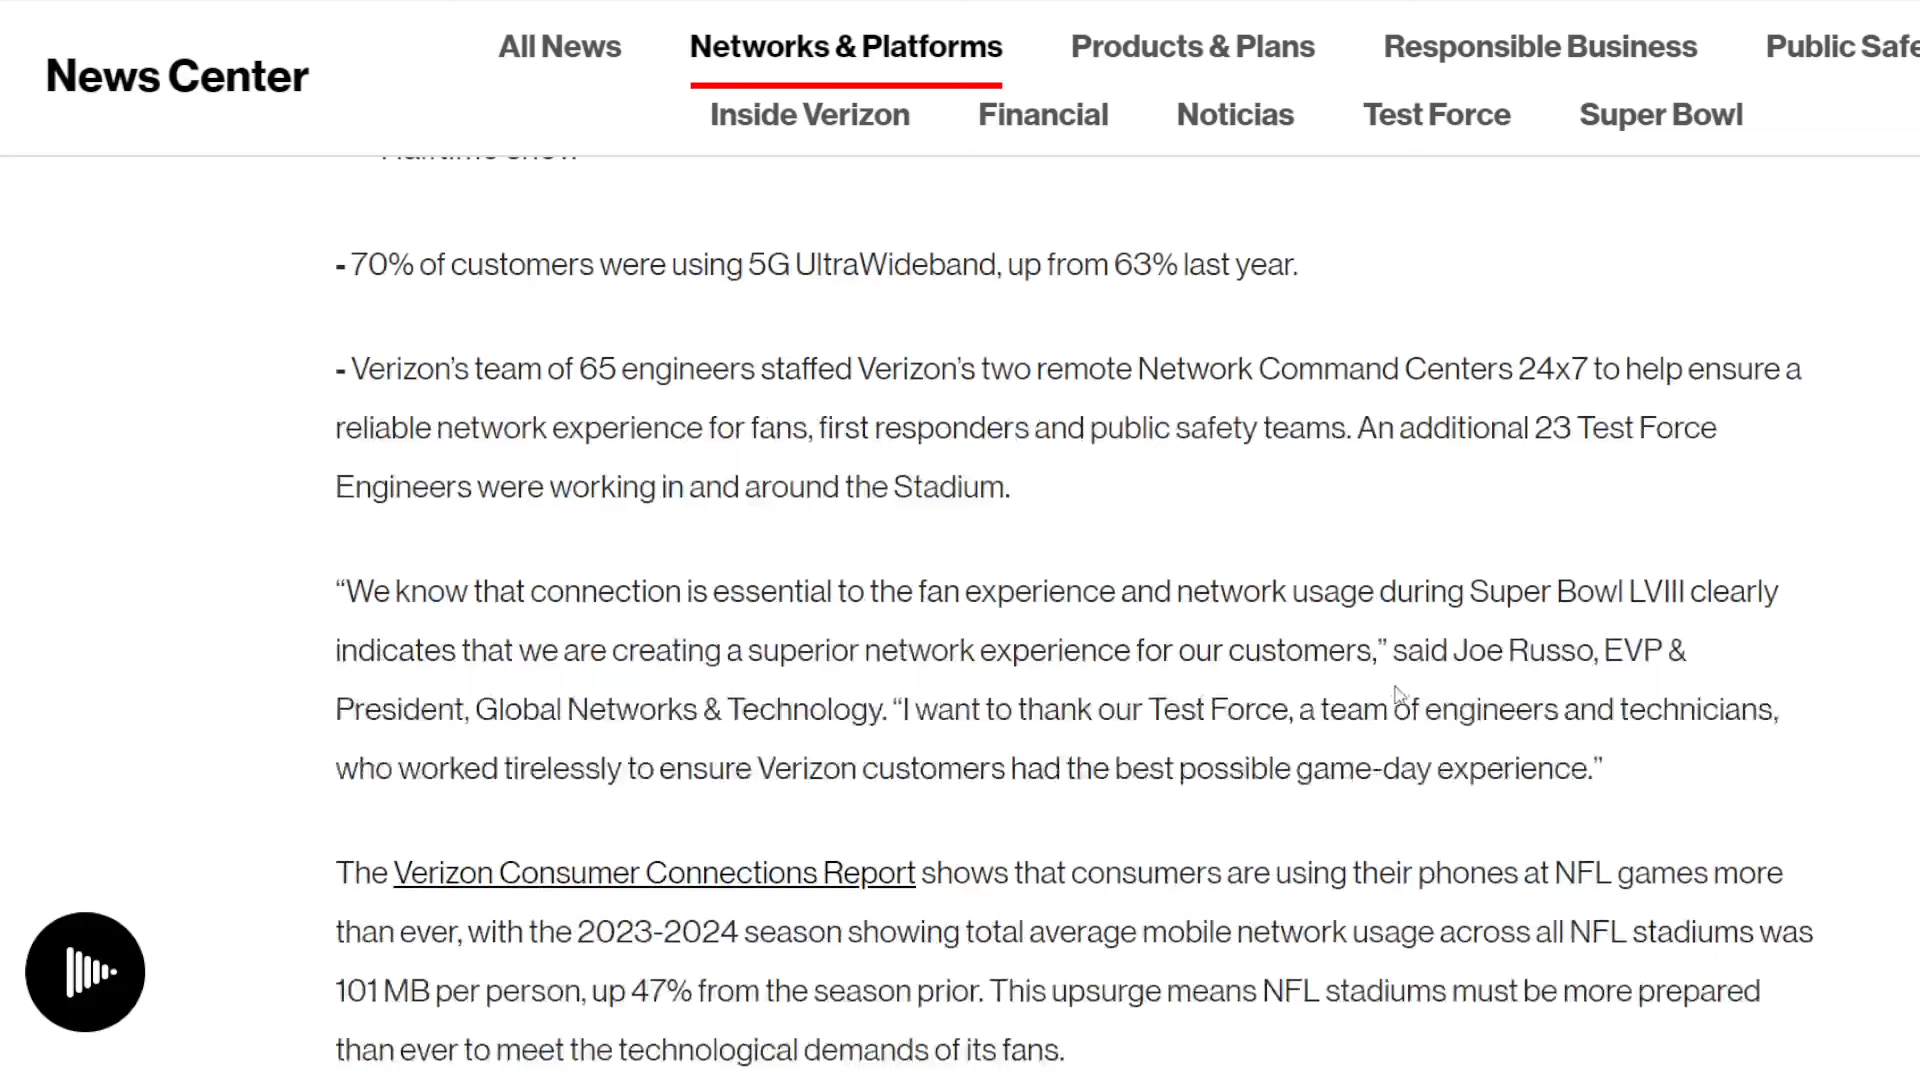 News Center
All News Networks & Platforms Products & Plans Responsible Business Public Safe
Inside Verizon Financial Noticias Test Force Super Bowl
- 70% of customers were using 5G UltraWideband, up from 63% last year.
- Verizon’s team of 65 engineers staffed Verizon’s two remote Network Command Centers 24x7 to help ensure a
reliable network experience for fans, first responders and public safety teams. An additional 23 Test Force
Engineers were working in and around the Stadium.
“We know that connection is essential to the fan experience and network usage during Super Bowl LVIII clearly
indicates that we are creating a superior network experience for our customers,” said Joe Russo, EVP &
President, Global Networks & Technology. “I want to thank our Test Force, a team of engineers and technicians,
who worked tirelessly to ensure Verizon customers had the best possible game-day experience.”
The Verizon Consumer Connections Report shows that consumers are using their phones at NFL games more
than ever, with the 2023-2024 season showing total average mobile network usage across all NFL stadiums was
101 MB per person, up 47% from the season prior. This upsurge means NFL stadiums must be more prepared
than ever to meet the technological demands of its fans.